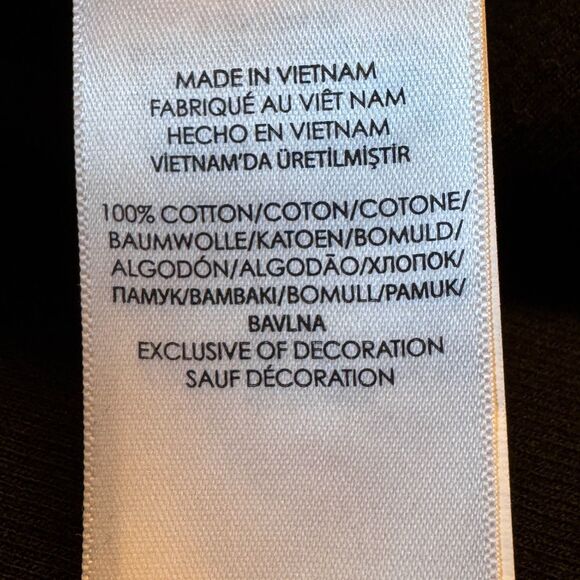 MADE IN VIETNAM
FABRIQUÉ AU VIÊT NAM
HECHO EN VIETNAM
VİETNAM'DA ÜRETİLMİŞTİR
100% COTTON/COTON/COTONE/
BAUMWOLLE/KATOEN/BOMULD/
ALGODÓN/ALGODÃO/ХЛОПОК/
ПАМУК/BAMBAKI/BOMULL/PAMUK/
BAVLNA
EXCLUSIVE OF DECORATION
SAUF DÉCORATION